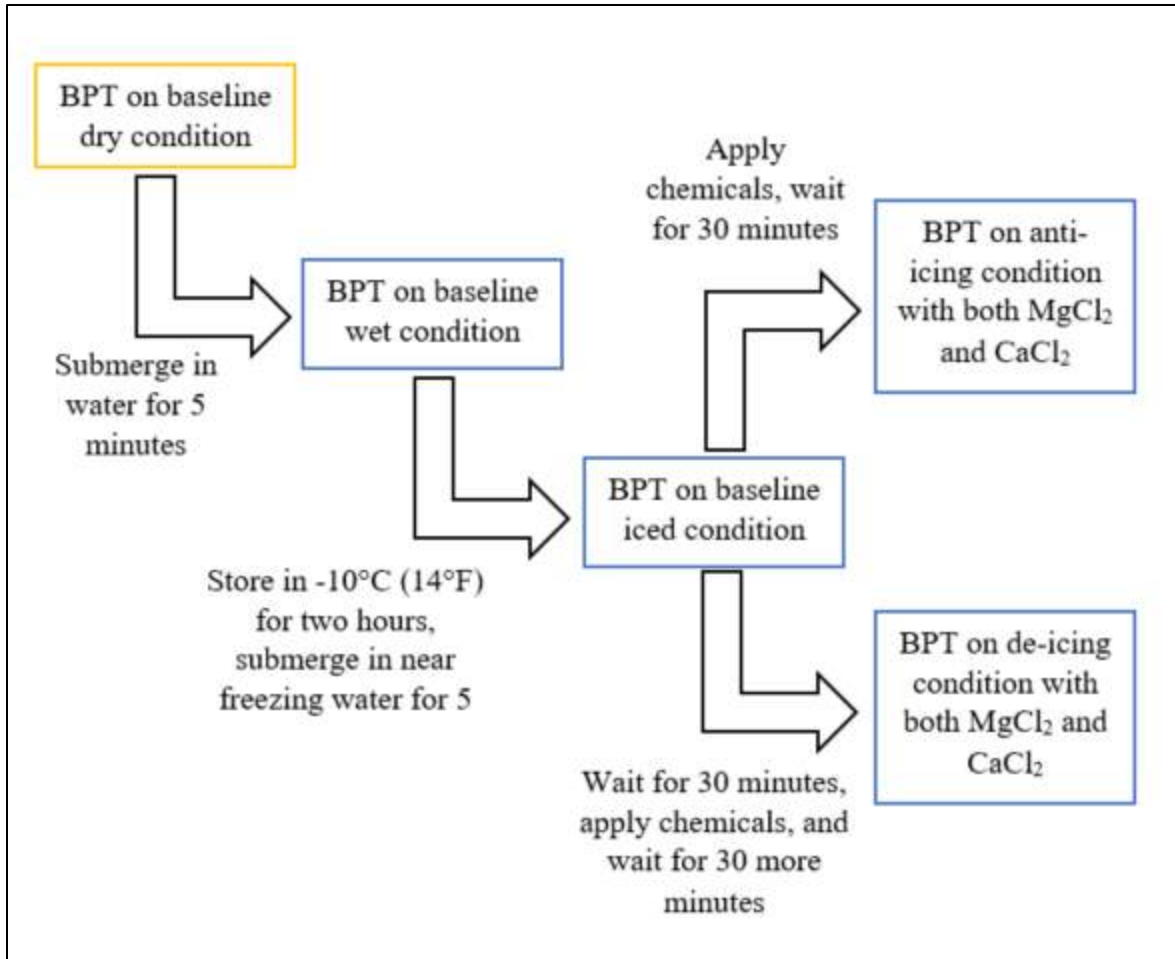 BPT on baseline
dry condition
Submerge in
water for 5
minutes
BPT on baseline
wet condition
Store in -10°C (14°F)
for two hours,
submerge in near
freezing water for 5
BPT on baseline
iced condition
Apply
chemicals, wait
for 30 minutes
BPT on anti-
icing condition
with both MgCl₂
and CaCl₂
Wait for 30 minutes,
apply chemicals, and
wait for 30 more
minutes
BPT on de-icing
condition with
both MgCl₂ and
CaCl₂